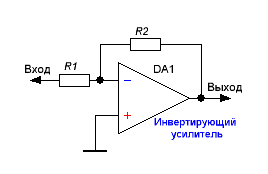 R2
Вход
R1
DA1
Выход
−
+
Инвертирующий
усилитель